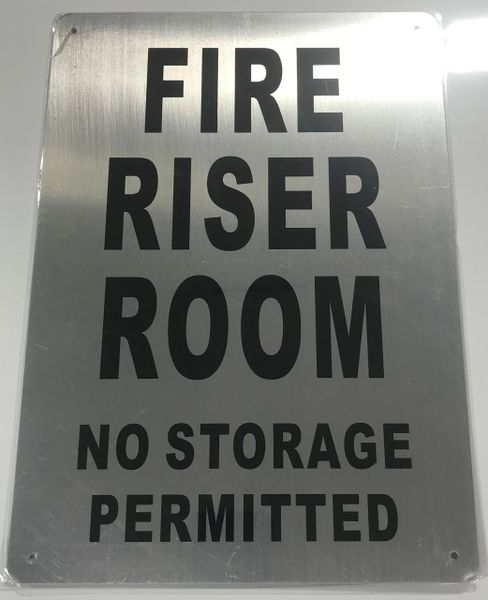 FIRE
RISER
ROOM
NO STORAGE
PERMITTED